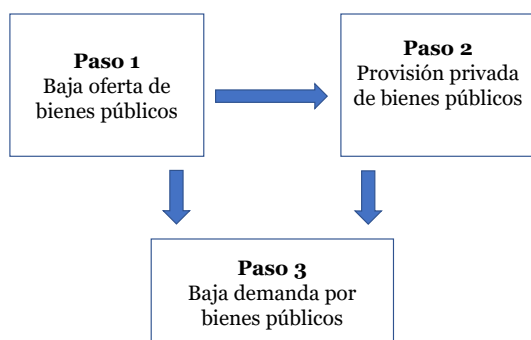 Paso 1
Baja oferta de
bienes públicos
Paso 2
Provisión privada
de bienes públicos
Paso 3
Baja demanda por
bienes públicos